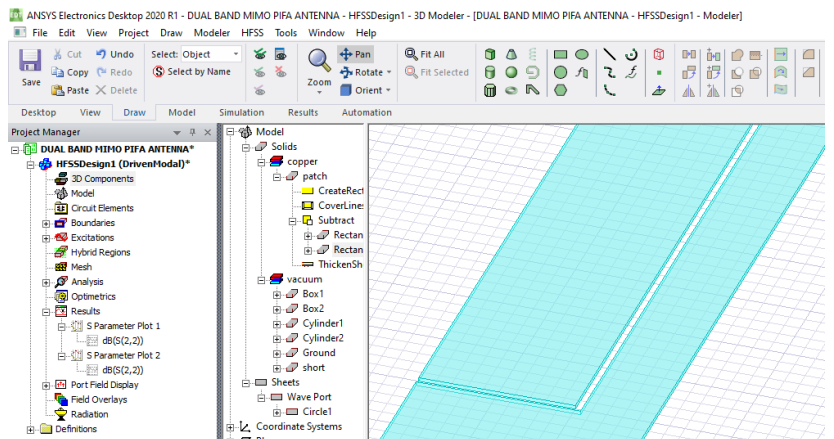 ANSYS Electronics Desktop 2020 R1 - DUAL BAND MIMO PIFA ANTENNA - HFSSDesign1 - 3D Modeler - [DUAL BAND MIMO PIFA ANTENNA - HFSSDesign1 - Modeler]
File Edit View Project Draw Modeler HFSS Tools Window Help
Save
Cut
Copy
Paste
Undo
Redo
Delete
Select: Object
Select by Name
Zoom
Pan
Rotate
Orient
Fit All
Fit Selected
Desktop View Draw Model Simulation Results Automation
Project Manager
DUAL BAND MIMO PIFA ANTENNA*
HFSSDesign1 (DrivenModal)*
3D Components
Model
Circuit Elements
Boundaries
Excitations
Hybrid Regions
Mesh
Analysis
Optimetrics
Results
S Parameter Plot 1
dB(S(2,2))
S Parameter Plot 2
dB(S(2,2))
Port Field Display
Field Overlays
Radiation
Definitions
Model
Solids
copper
patch
CreateRect
CoverLine
Subtract
Rectan
Rectan
ThickenSh
vacuum
Box1
Box2
Cylinder1
Cylinder2
Ground
short
Sheets
Wave Port
Circle1
Coordinate Systems